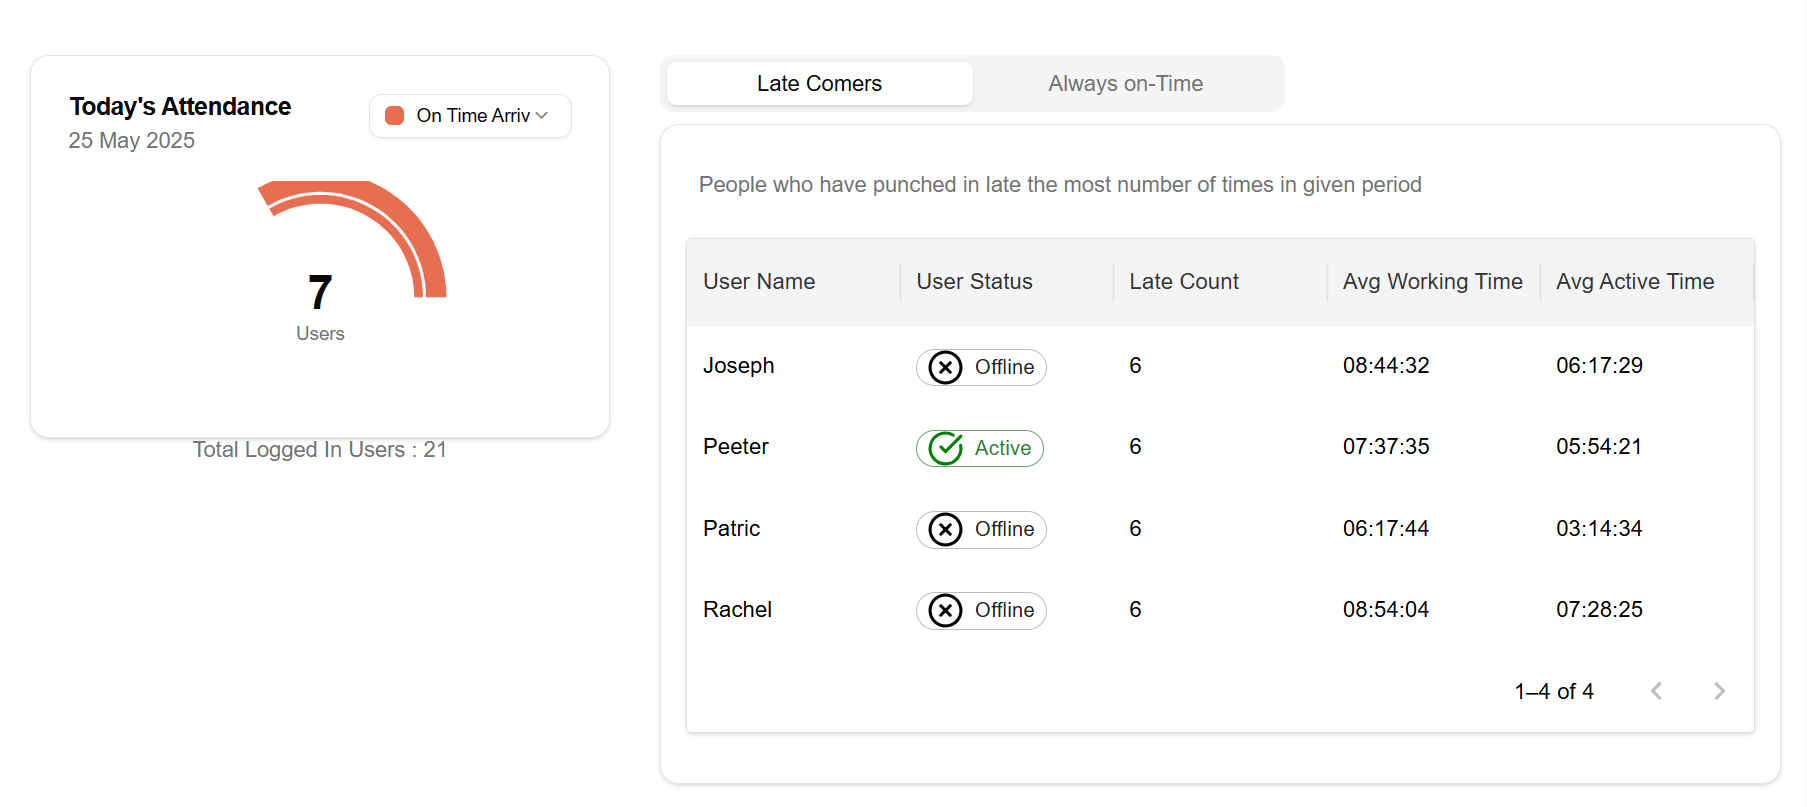 Today's Attendance
25 May 2025
On Time Arriv
7
Users
Total Logged In Users : 21
Late Comers
Always on-Time
People who have punched in late the most number of times in given period
User Name User Status Late Count Avg Working Time Avg Active Time
Joseph Offline 6 08:44:32 06:17:29
Peeter Active 6 07:37:35 05:54:21
Patric Offline 6 06:17:44 03:14:34
Rachel Offline 6 08:54:04 07:28:25
1–4 of 4